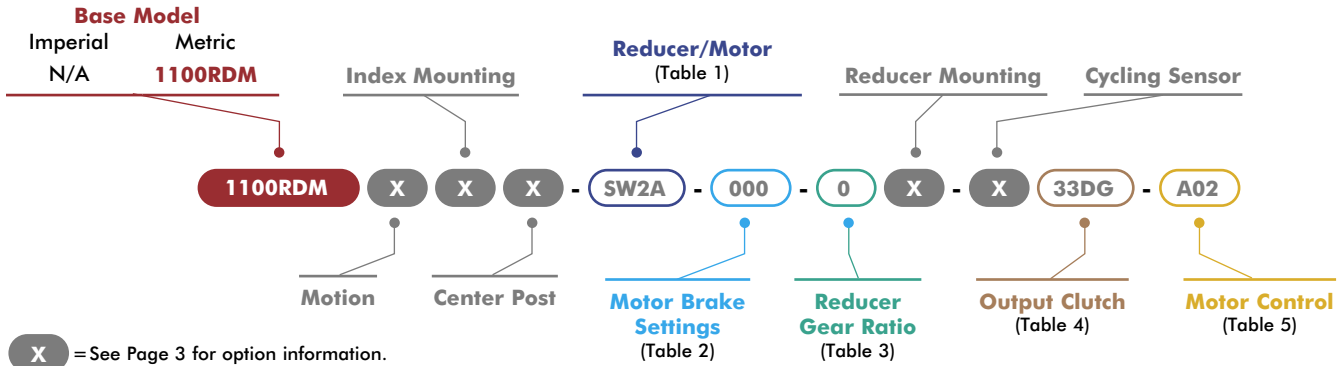 Base Model
Imperial Metric
N/A 1100RDM
Index Mounting
Reducer/Motor
(Table 1)
Reducer Mounting
Cycling Sensor
1100RDM X X X - SW2A - 000 - 0 X - X 33DG - A02
Motion
Center Post
Motor Brake
Settings
(Table 2)
Reducer
Gear Ratio
(Table 3)
Output Clutch
(Table 4)
Motor Control
(Table 5)
X = See Page 3 for option information.